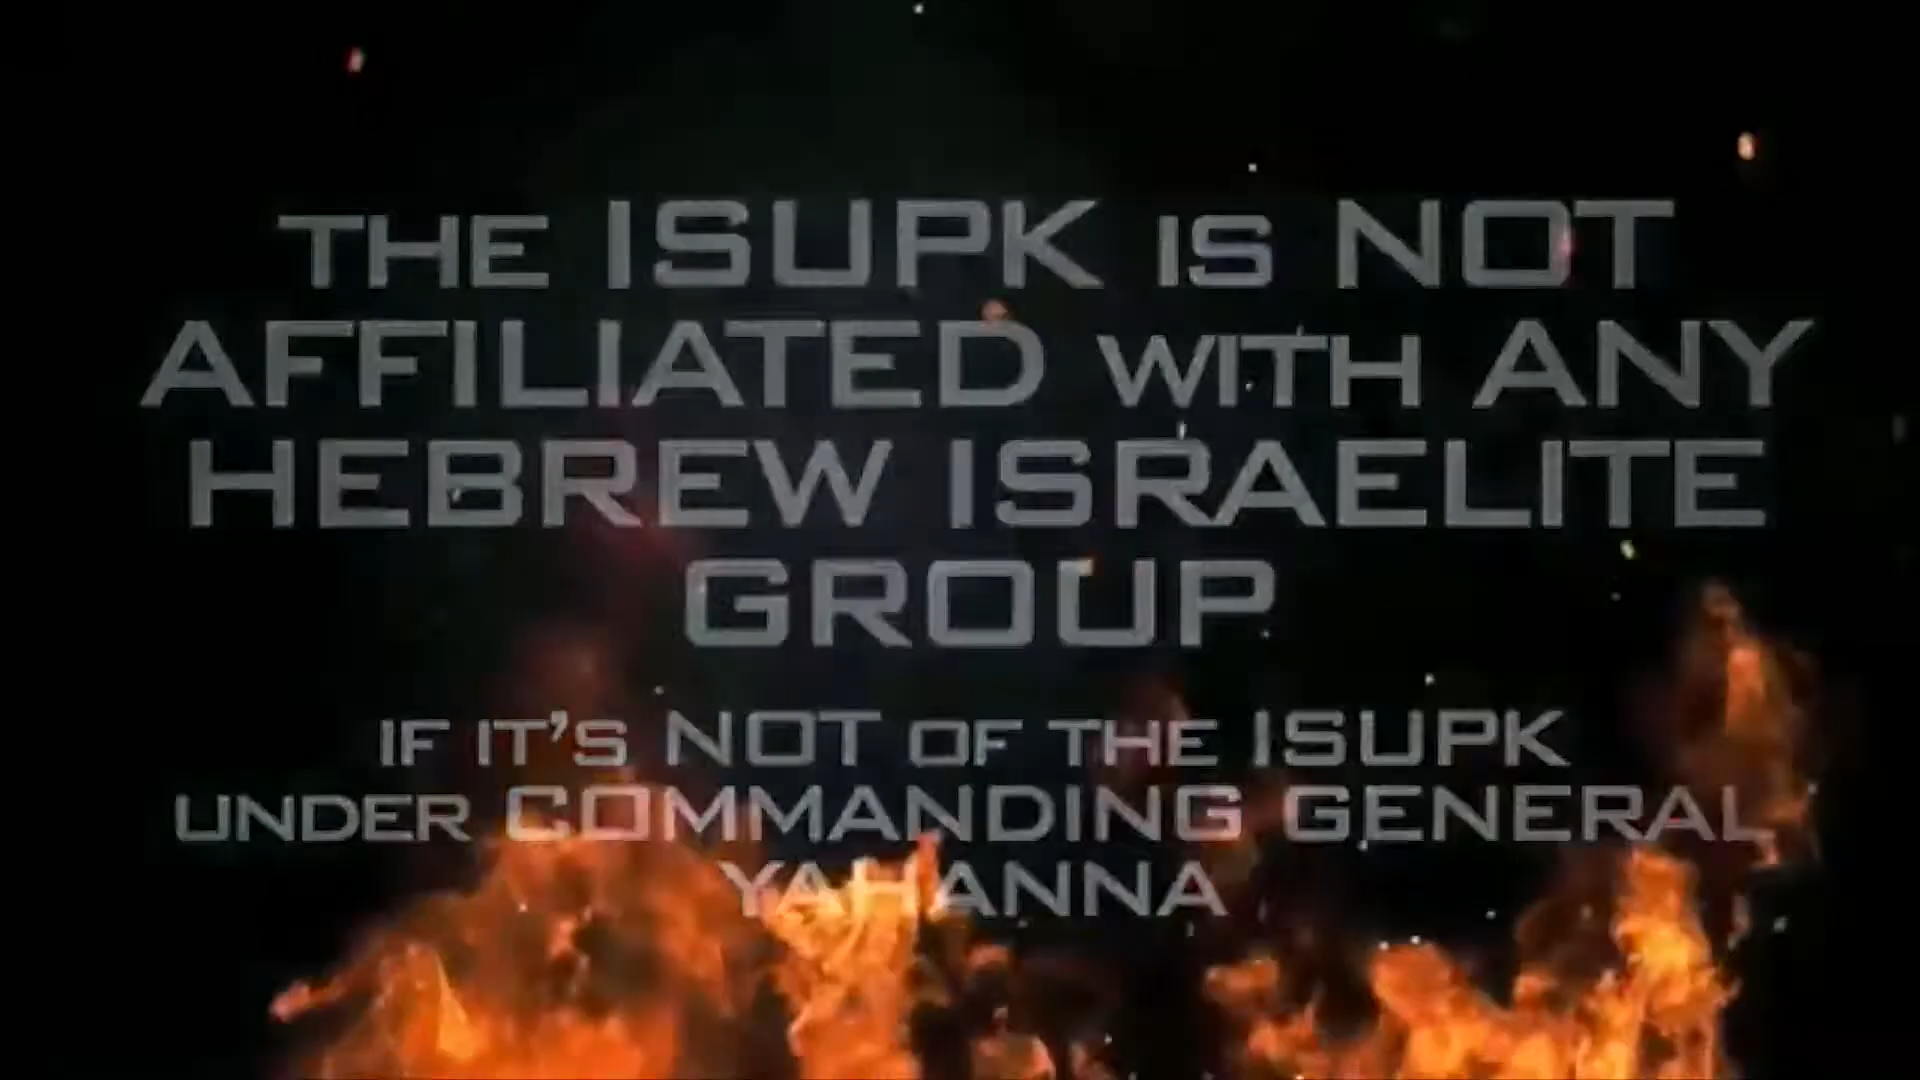 THE ISUPK IS NOT
AFFILIATED WITH ANY
HEBREW ISRAELITE
GROUP
IF IT'S NOT OF THE ISUPK
UNDER COMMANDING GENERAL
YAHANNA